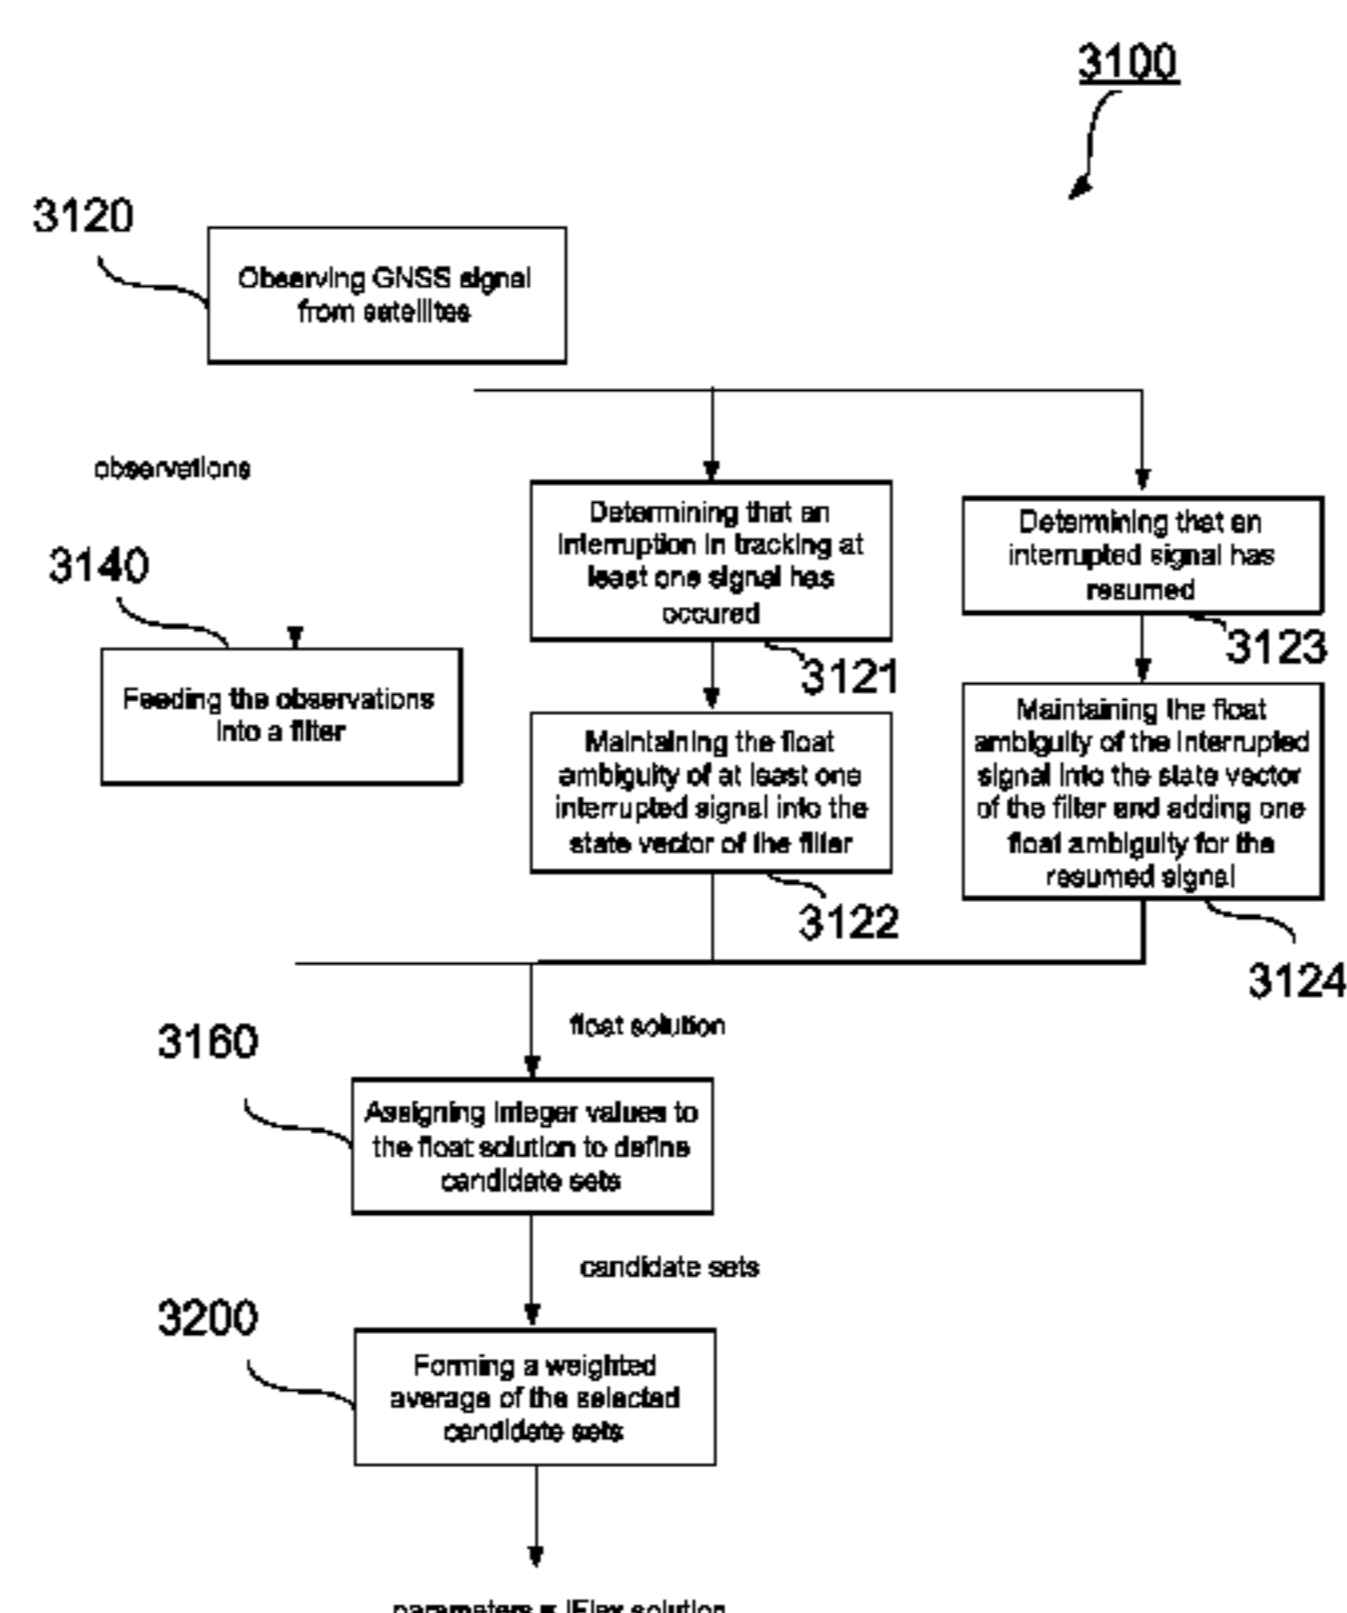 3100
3120
Observing GNSS signal
from satellites
observations
Determining that an
interruption in tracking at
least one signal has
occured
Determining that an
interrupted signal has
resumed
3140
3121
3123
Feeding the observations
into a filter
Maintaining the float
ambiguity of at least one
interrupted signal into the
state vector of the filter
Maintaining the float
ambiguity of the interrupted
signal into the state vector
of the filter and adding one
float ambiguity for the
resumed signal
3122
3124
float solution
3160
Assigning integer values to
the float solution to define
candidate sets
candidate sets
3200
Forming a weighted
average of the selected
candidate sets
parameters = iFlex solution